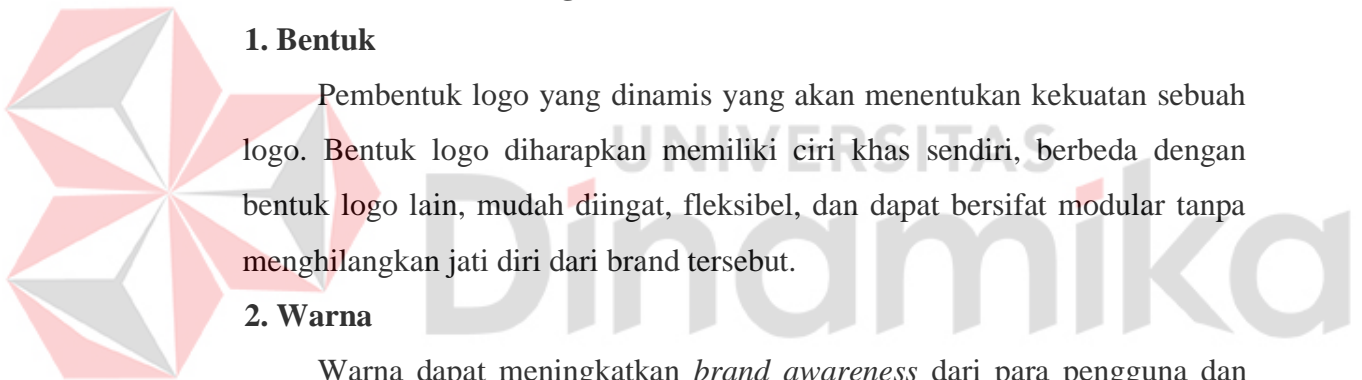 1. Bentuk
Pembentuk logo yang dinamis yang akan menentukan kekuatan sebuah
logo. Bentuk logo diharapkan memiliki ciri khas sendiri, berbeda dengan
bentuk logo lain, mudah diingat, fleksibel, dan dapat bersifat modular tanpa
menghilangkan jati diri dari brand tersebut.
2. Warna
Warna dapat meningkatkan brand awareness dari para pengguna dan
UNIVERSITAS
Dinamika